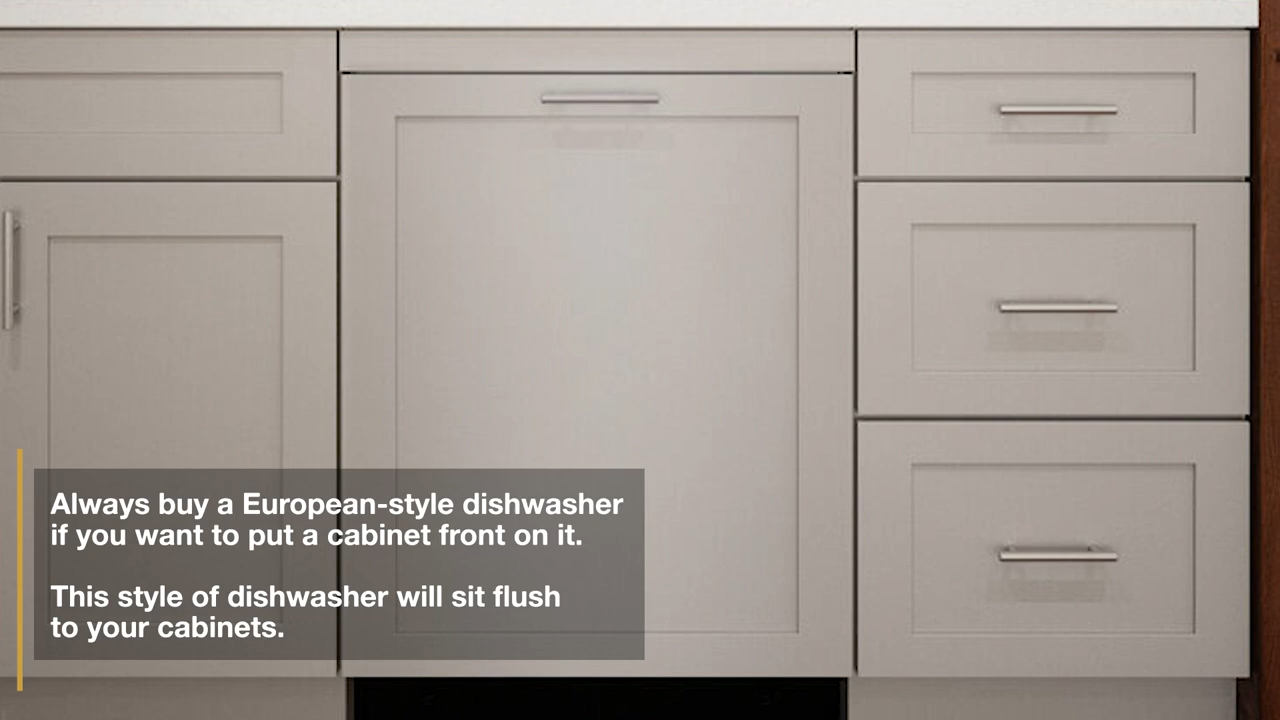 Always buy a European-style dishwasher
if you want to put a cabinet front on it.
This style of dishwasher will sit flush
to your cabinets.